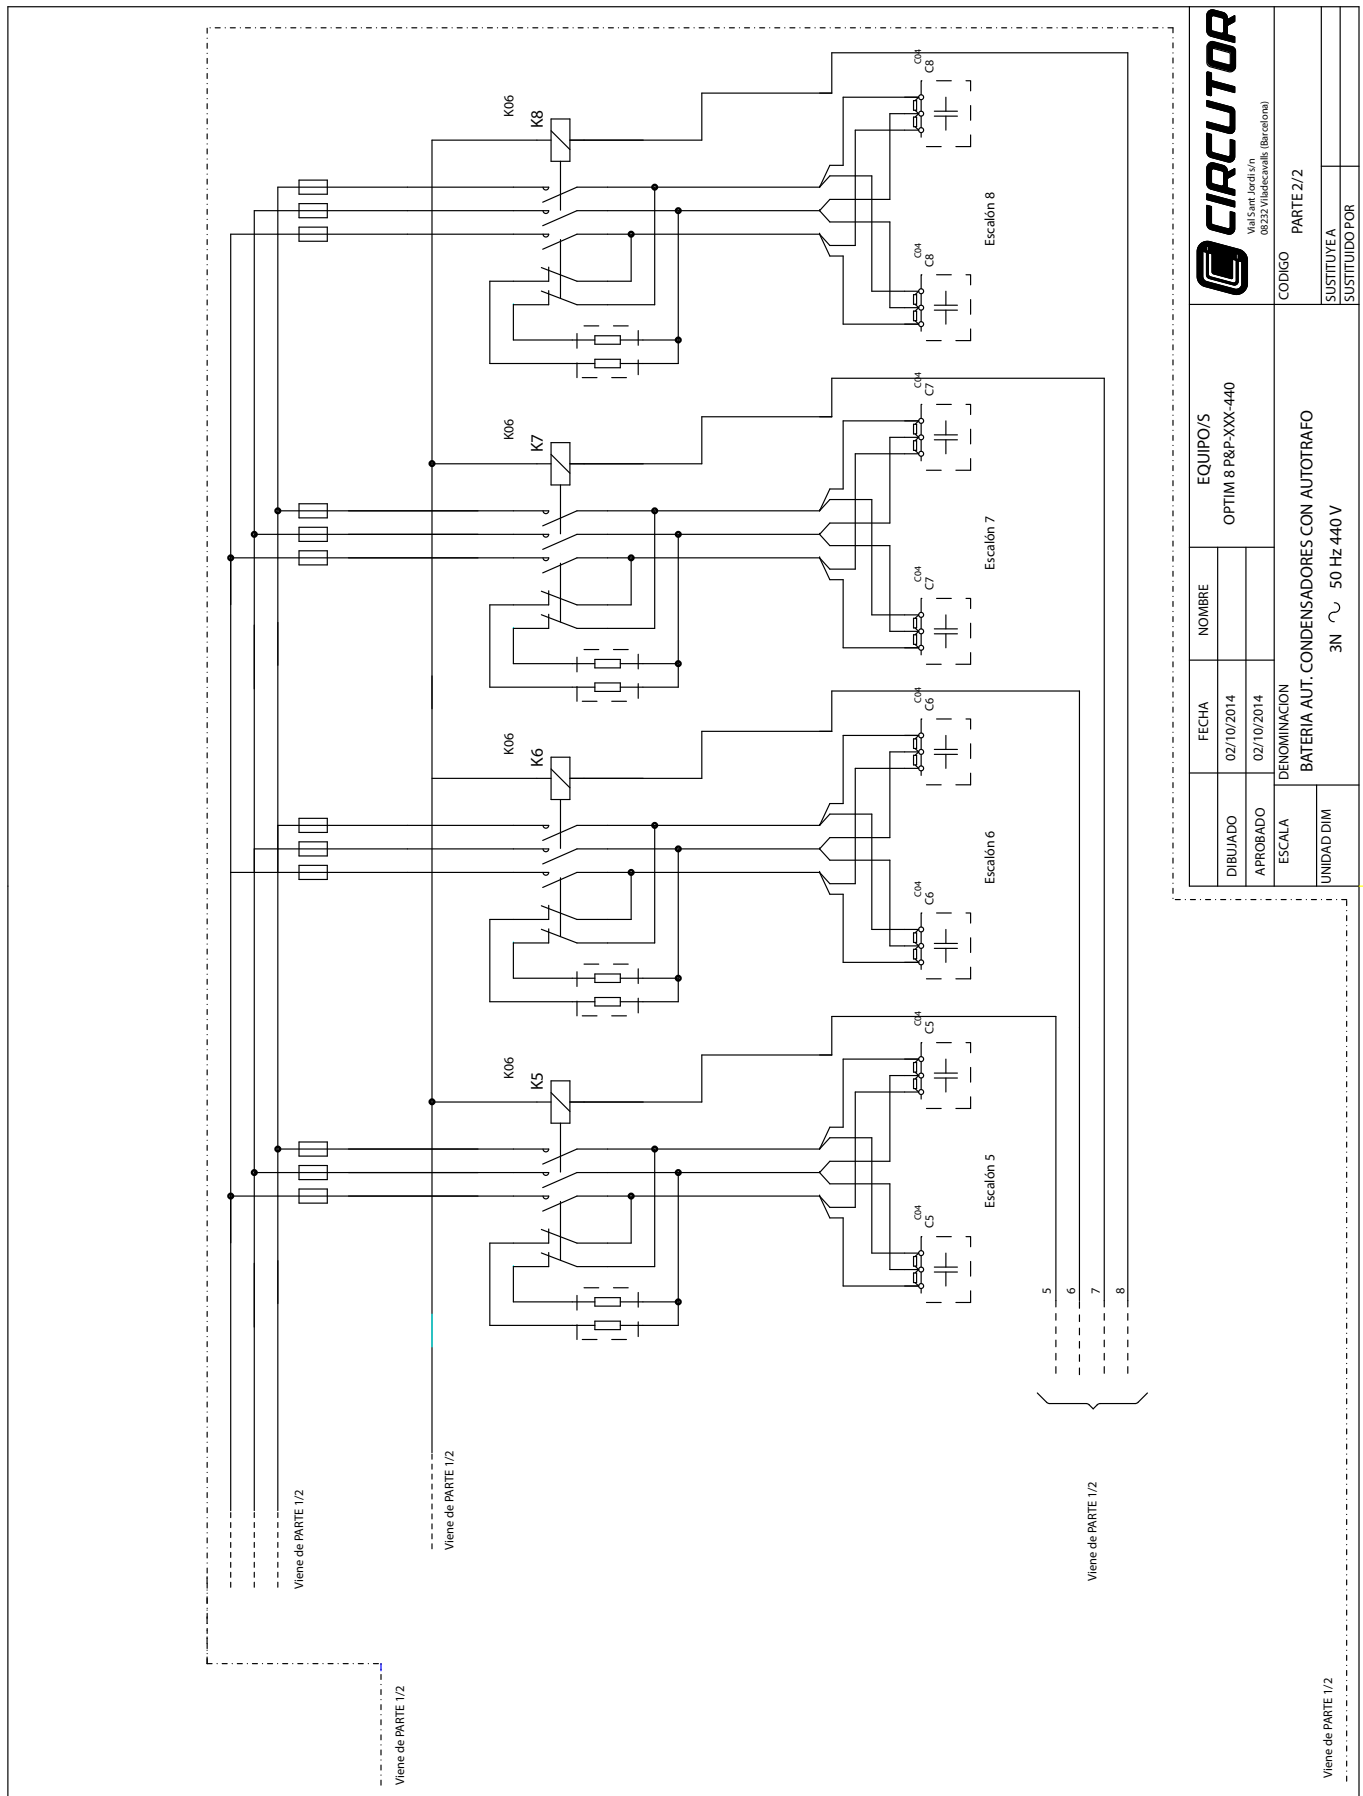 K06
K5
C04
C5
C04
C5
Escalón 5
K06
K6
C04
C6
C04
C6
Escalón 6
K06
K7
C04
C7
C04
C7
Escalón 7
K06
K8
C04
C8
C04
C8
Escalón 8
5
6
7
8
Viene de PARTE 1/2
Viene de PARTE 1/2
Viene de PARTE 1/2
Viene de PARTE 1/2
Viene de PARTE 1/2
FECHA
NOMBRE
EQUIPO/S
DIBUJADO
02/10/2014
OPTIM 8 P&P-XXX-440
APROBADO
02/10/2014
CIRCUTOR
Vial Sant Jordi s/n
08232 Viladecavalls (Barcelona)
ESCALA
DENOMINACION
BATERIA AUT. CONDENSADORES CON AUTOTRAFO
3N ~ 50 Hz 440 V
UNIDAD DIM
CODIGO
PARTE 2/2
SUSTITUYE A
SUSTITUIDO POR